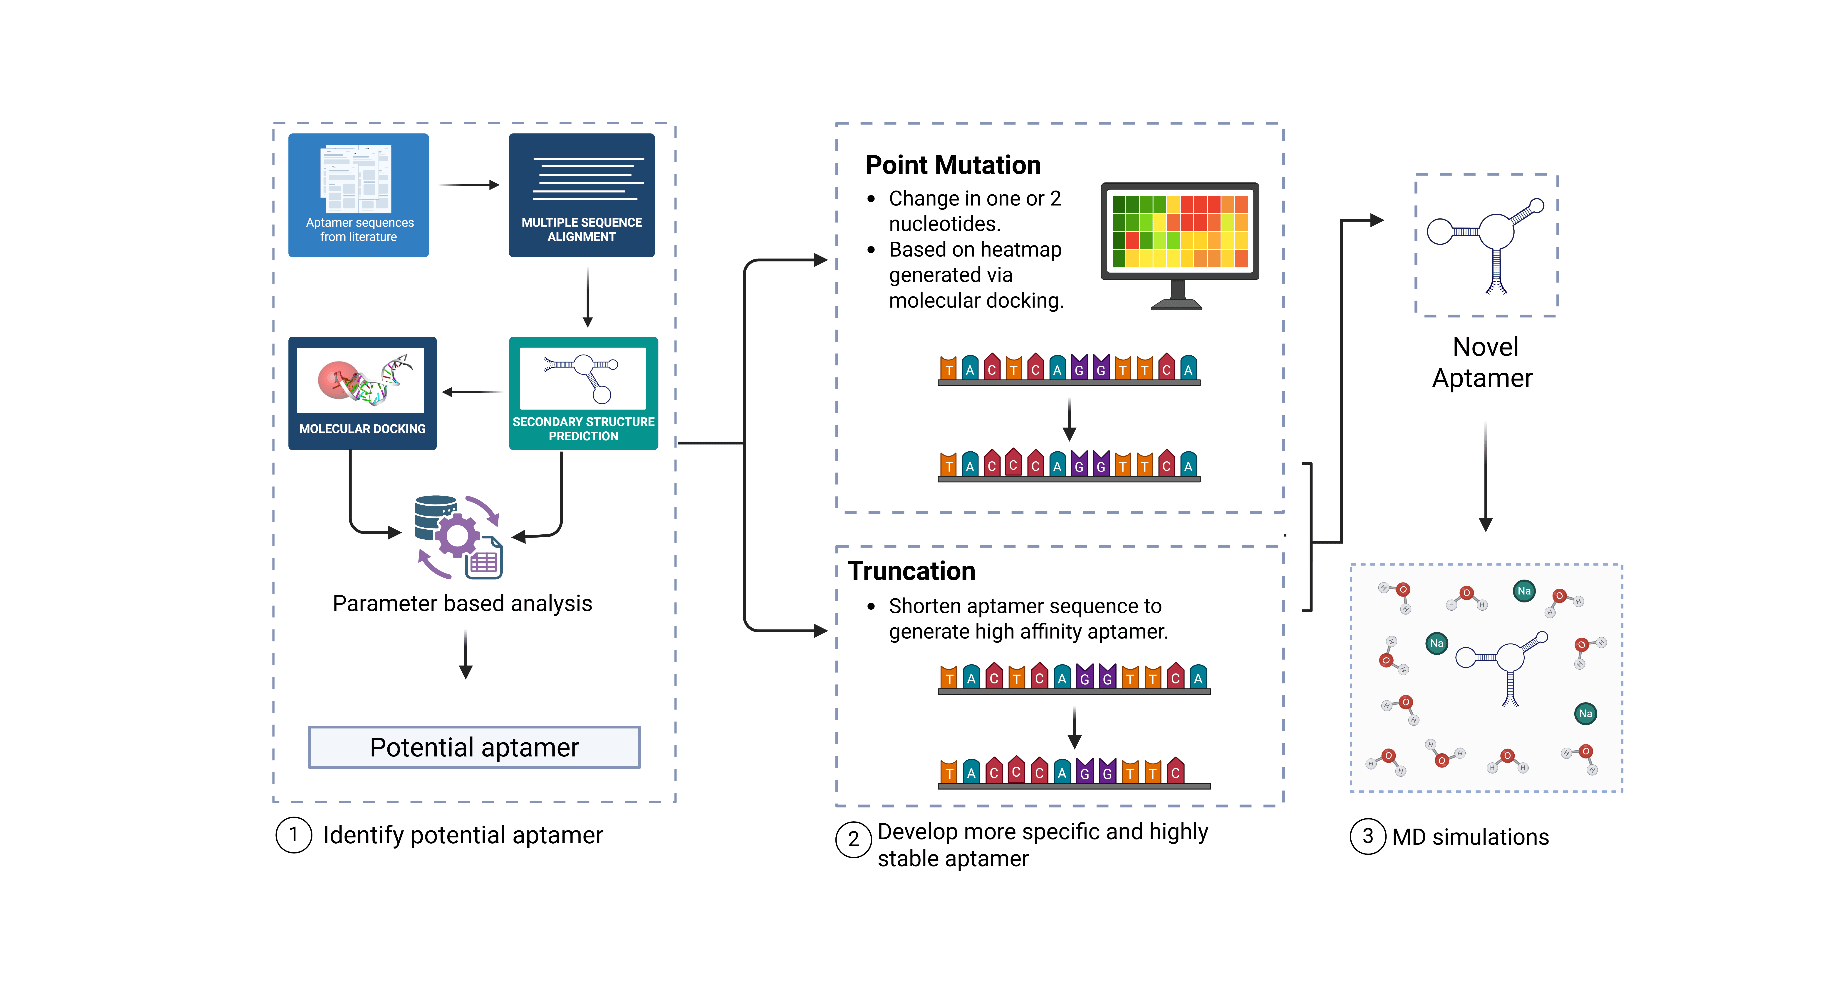 Aptamer sequences
from literature
MULTIPLE SEQUENCE
ALIGNMENT
MOLECULAR DOCKING
SECONDARY STRUCTURE
PREDICTION
Parameter based analysis
Potential aptamer
1 Identify potential aptamer
Point Mutation
• Change in one or 2
nucleotides.
• Based on heatmap
generated via
molecular docking.
T A C T C A G G T T C A
T A C C C A G G T T C A
Truncation
• Shorten aptamer sequence to
generate high affinity aptamer.
T A C T C A G G T T C A
T A C C C A G G T T C
2 Develop more specific and highly
stable aptamer
Novel
Aptamer
O H H
O H H
Na
O H H
Na
O H H
O H H
O H H
Na
O H H
O H H
O H H
O H H
3 MD simulations